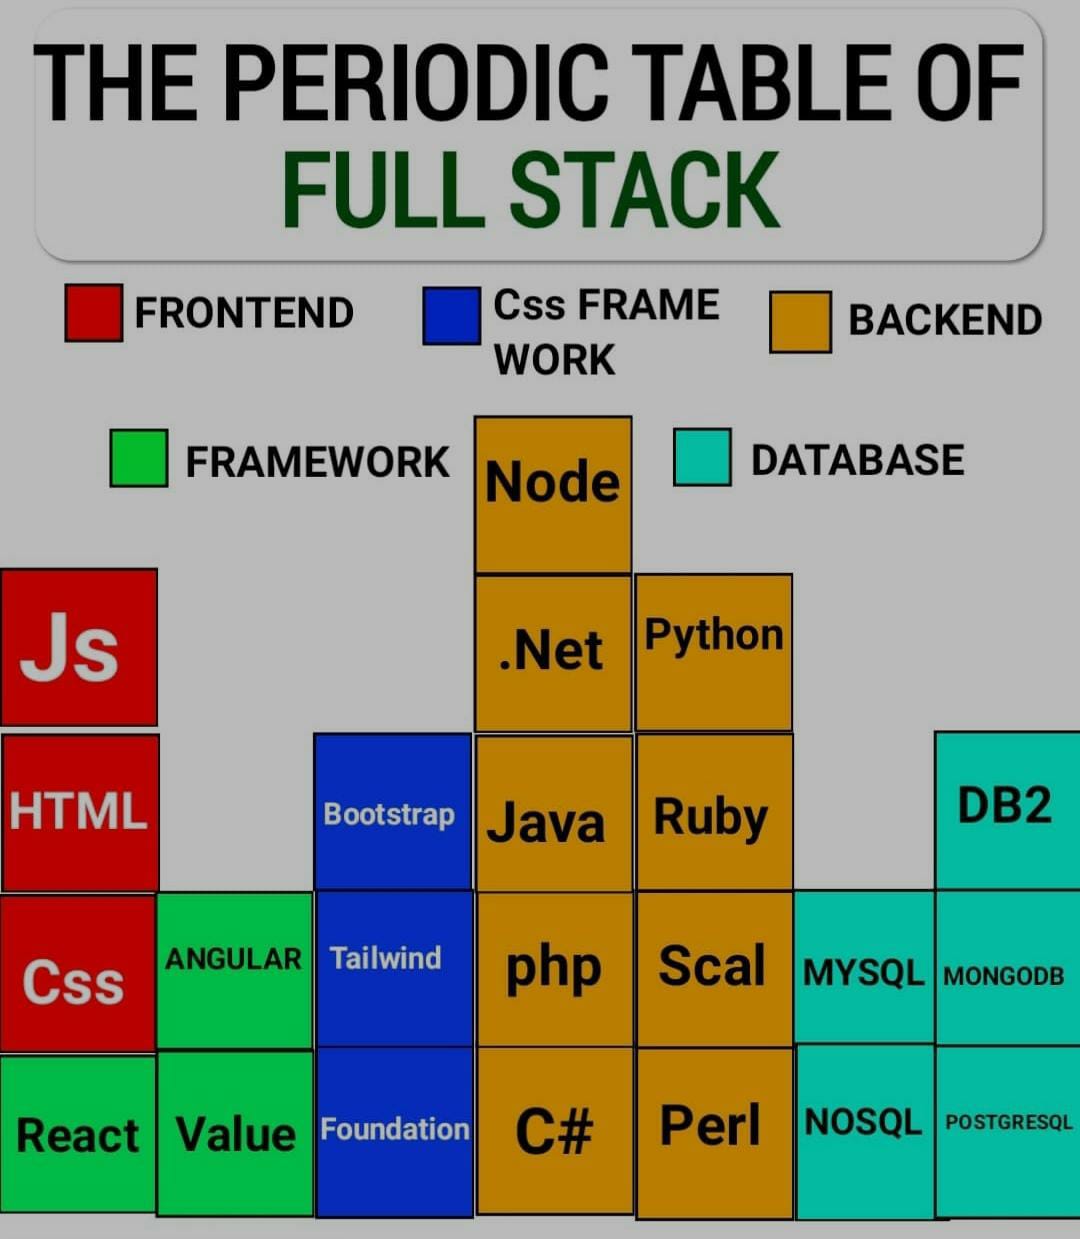 THE PERIODIC TABLE OF
FULL STACK
FRONTEND
Css FRAME
WORK
BACKEND
FRAMEWORK
Node
DATABASE
Js
.Net
Python
HTML
Bootstrap
Java
Ruby
DB2
Css
ANGULAR
Tailwind
php
Scal
MYSQL
MONGODB
React
Value
Foundation
C#
Perl
NOSQL
POSTGRESQL